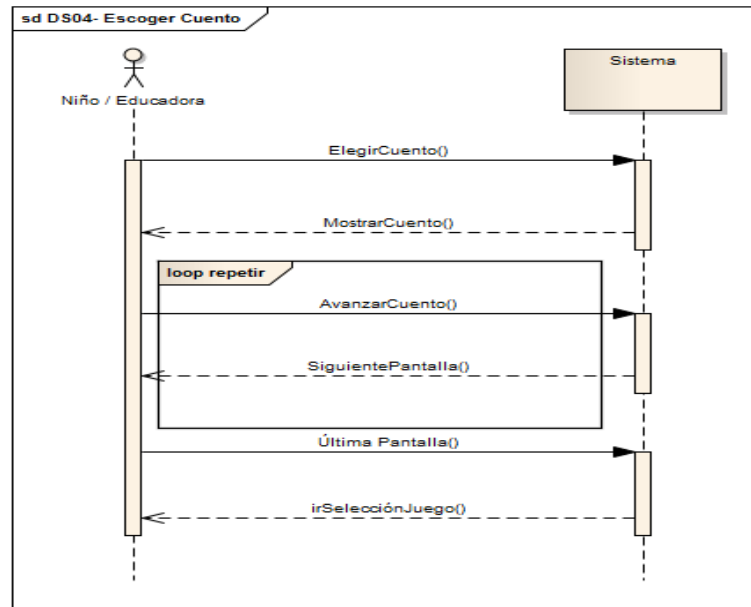 sd DS04- Escoger Cuento
Niño / Educadora
Sistema
ElegirCuento()
MostrarCuento()
loop repetir
AvanzarCuento()
SiguientePantalla()
Última Pantalla()
irSelecciónJuego()